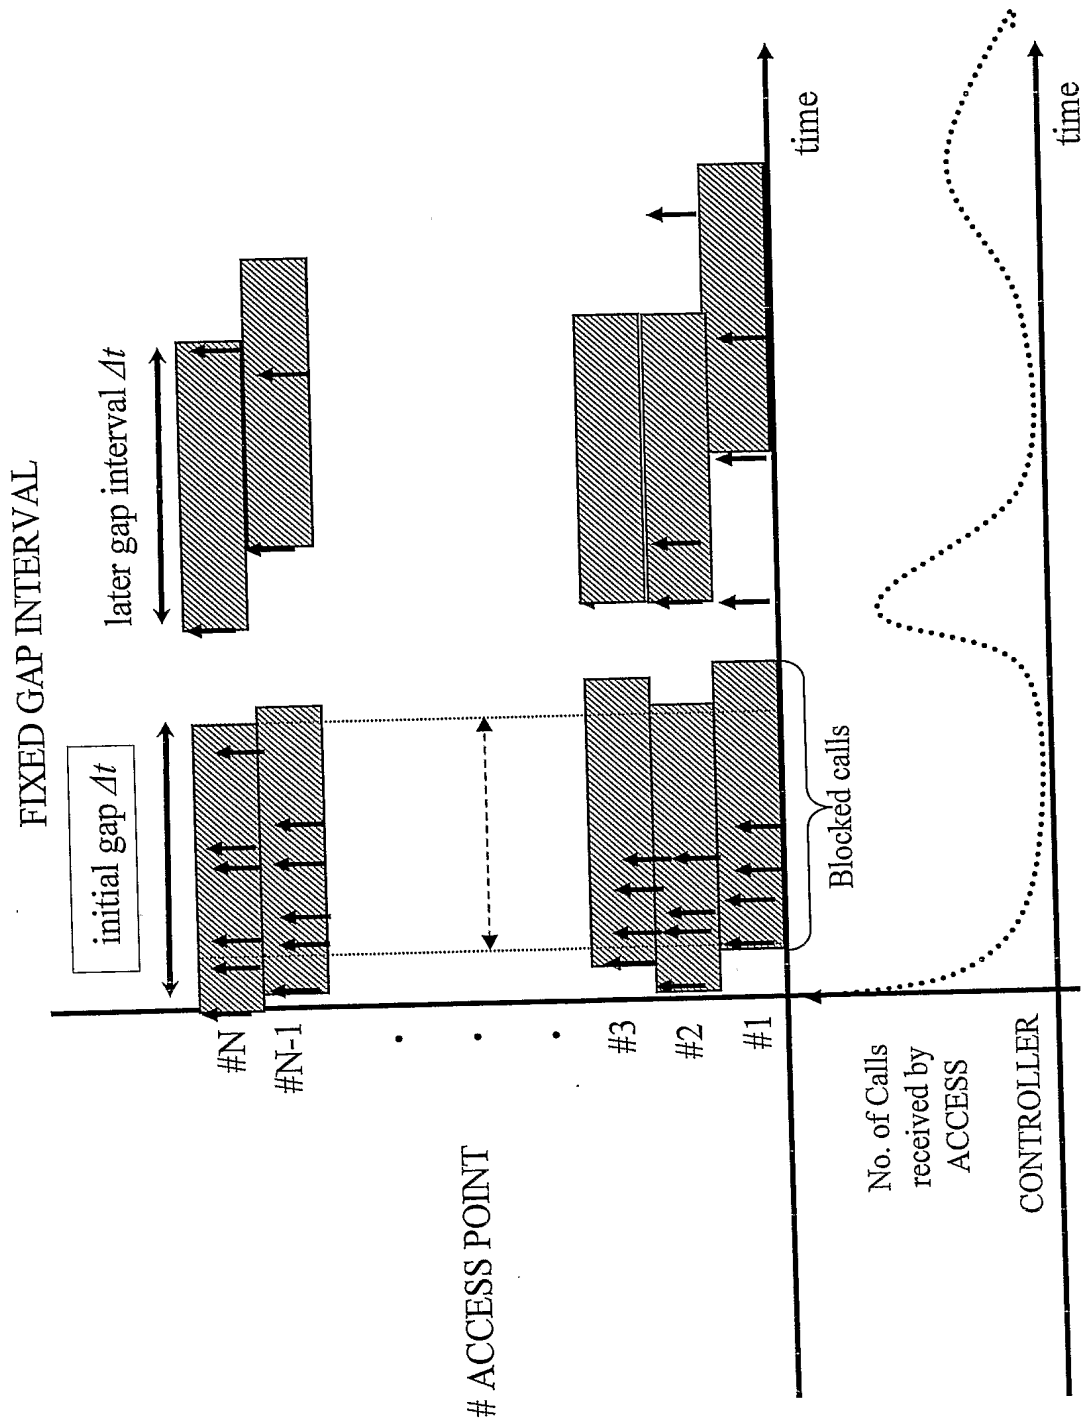 FIXED GAP INTERVAL
initial gap Δt
later gap interval Δt
#N
#N-1
# ACCESS POINT
#3
#2
#1
time
Blocked calls
No. of Calls
received by
ACCESS
CONTROLLER
time